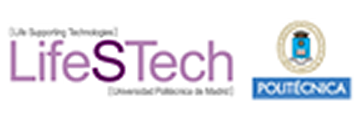 [Life Supporting Technologies]
LifeSTech
[Universidad Politécnica de Madrid]
POLITÉCNICA